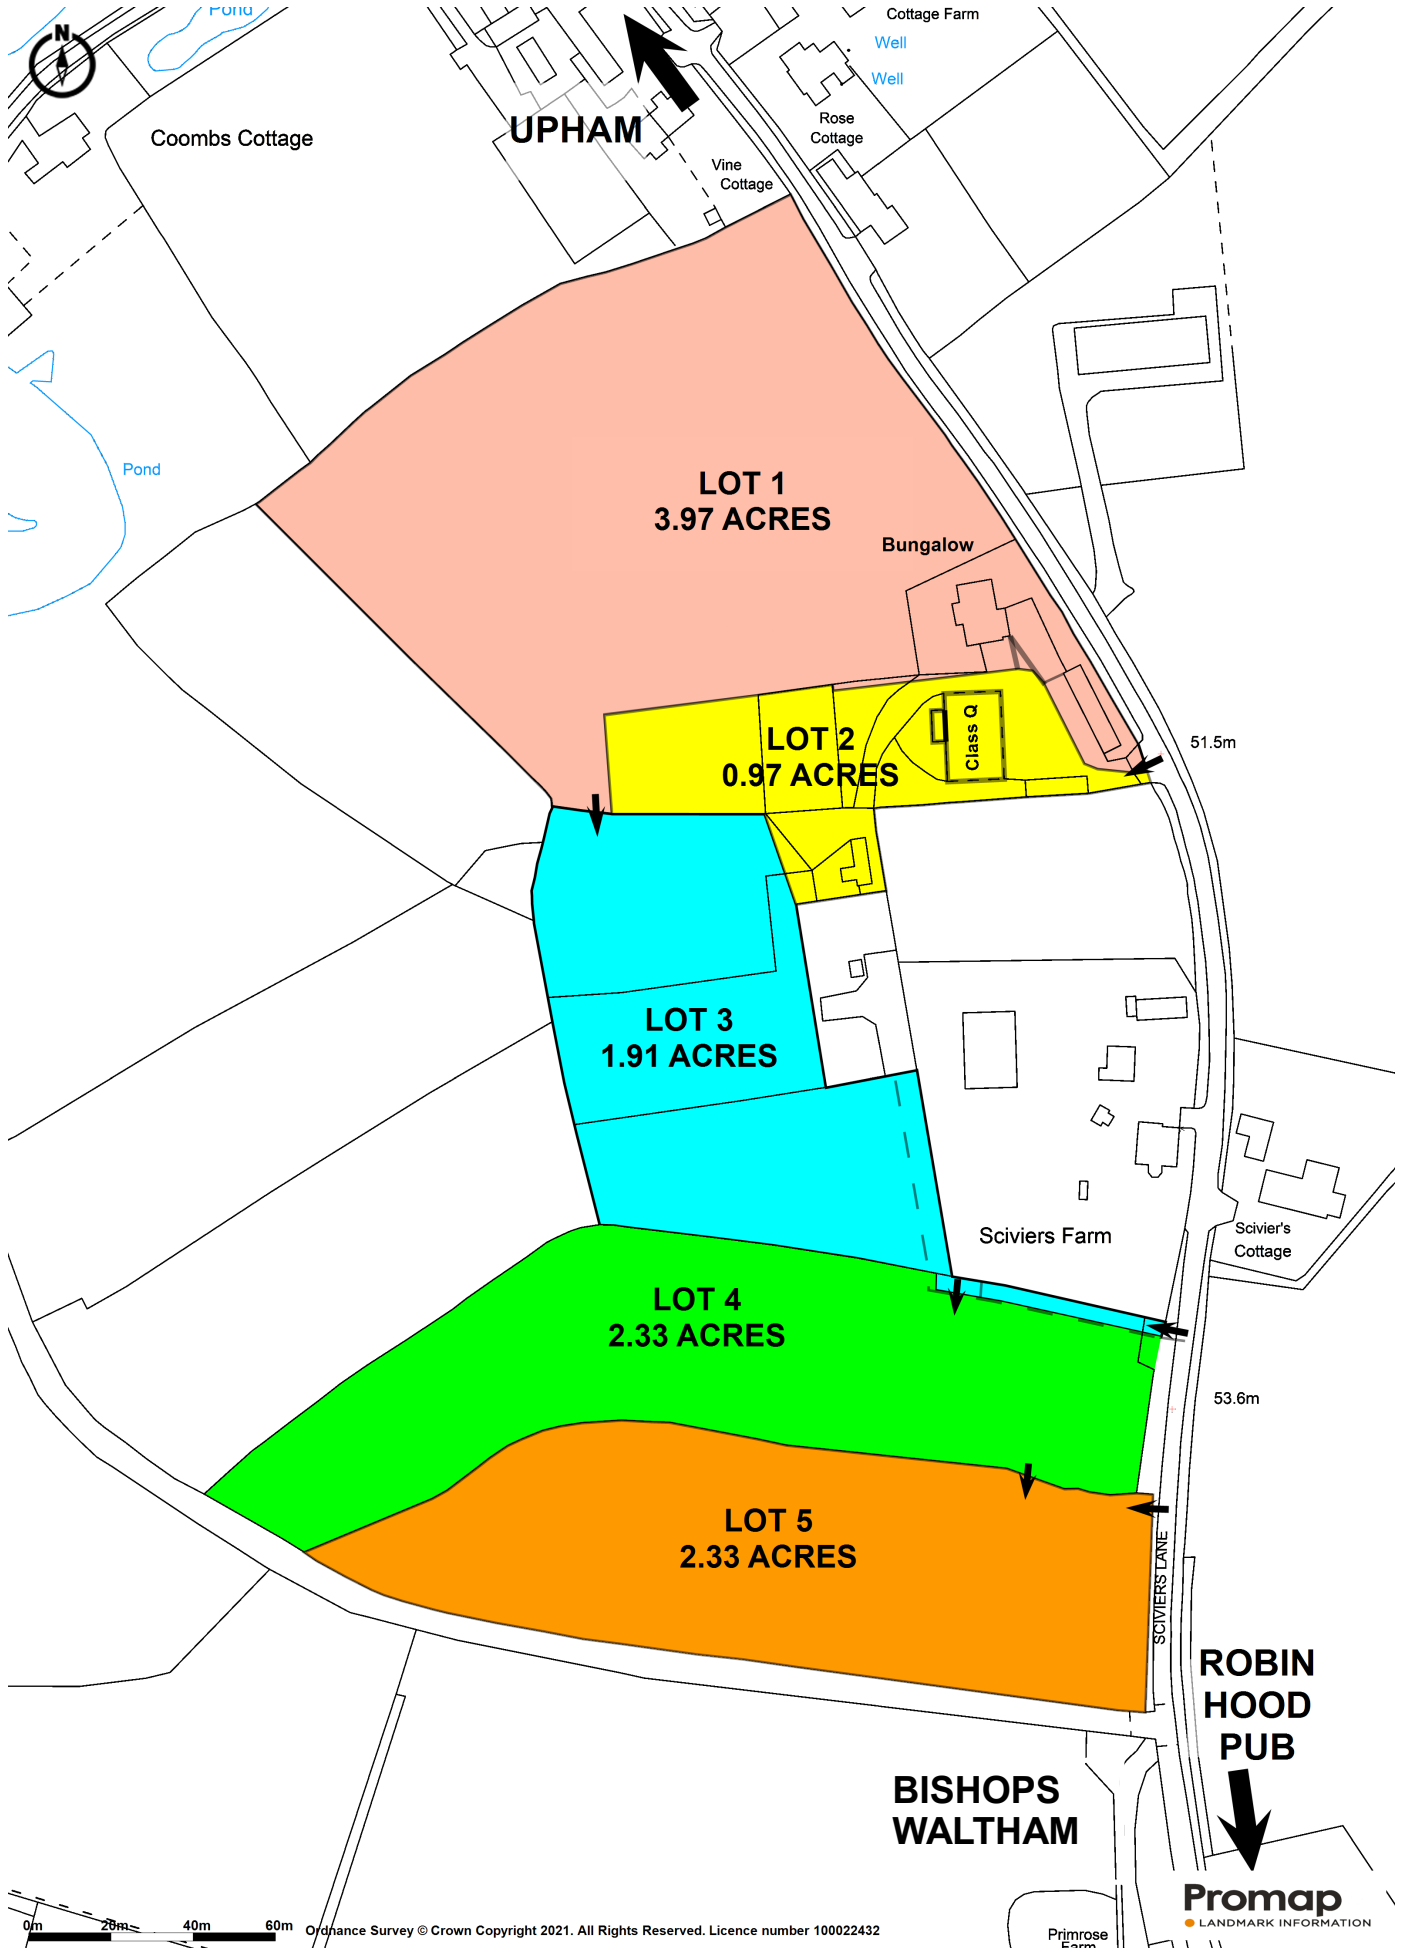 Pond
Cottage Farm
N
Well
Well
UPHAM
Rose
Cottage
Coombs Cottage
Vine
Cottage
Pond
LOT 1
3.97 ACRES
Bungalow
LOT 2
0.97 ACRES
Class Q
51.5m
LOT 3
1.91 ACRES
Sciviers Farm
Scivier's
Cottage
LOT 4
2.33 ACRES
53.6m
LOT 5
2.33 ACRES
SCIVIERS LANE
ROBIN
HOOD
PUB
BISHOPS
WALTHAM
Promap
LANDMARK INFORMATION
0m 20m 40m 60m
Ordnance Survey © Crown Copyright 2021. All Rights Reserved. Licence number 100022432
Primrose
Farm